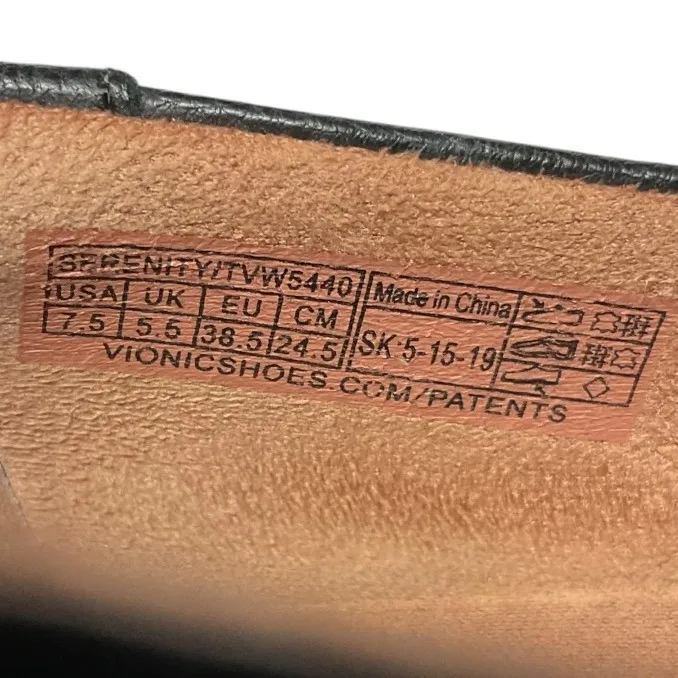 SERENITY/TVW5440
USA UK EU CM
7.5 5.5 38.5 24.5
Made in China
SK:5-15-19
VIONICSHOES.COM/PATENTS